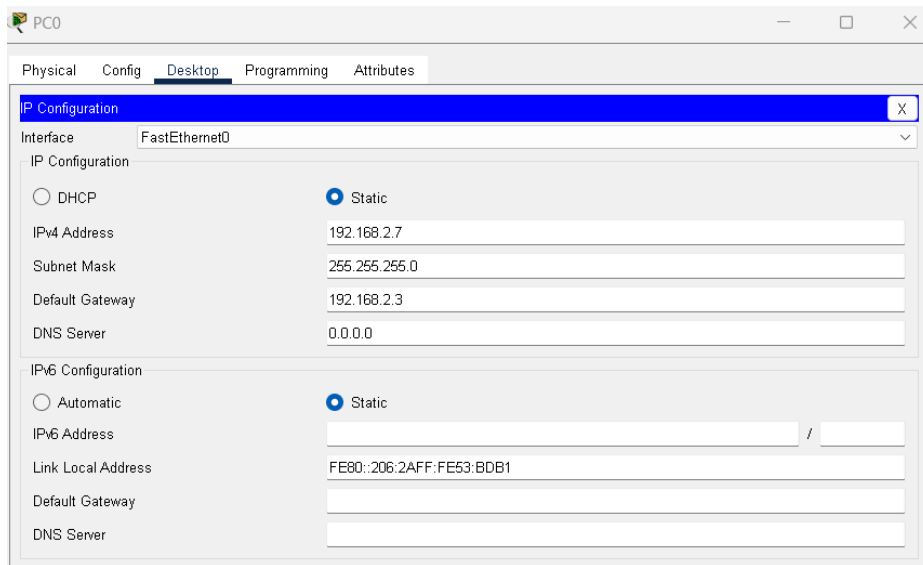 PC0
Physical Config Desktop Programming Attributes
IP Configuration X
Interface FastEthernet0
IP Configuration
DHCP Static
IPv4 Address 192.168.2.7
Subnet Mask 255.255.255.0
Default Gateway 192.168.2.3
DNS Server 0.0.0.0
IPv6 Configuration
Automatic Static
IPv6 Address /
Link Local Address FE80::206:2AFF:FE53:BDB1
Default Gateway
DNS Server